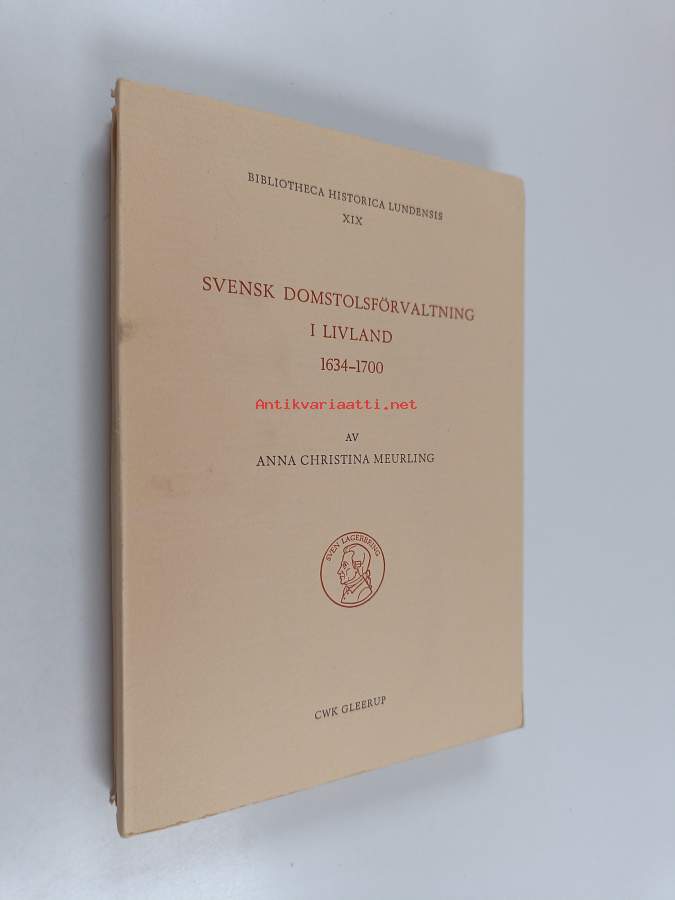 BIBLIOTHECA HISTORICA LUNDENSIS
XIX
SVENSK DOMSTOLSFÖRVALTNING
I LIVLAND
1634–1700
Antikvariaatti.net
AV
ANNA CHRISTINA MEURLING
SVEN LAGERBRING
CWK GLEERUP